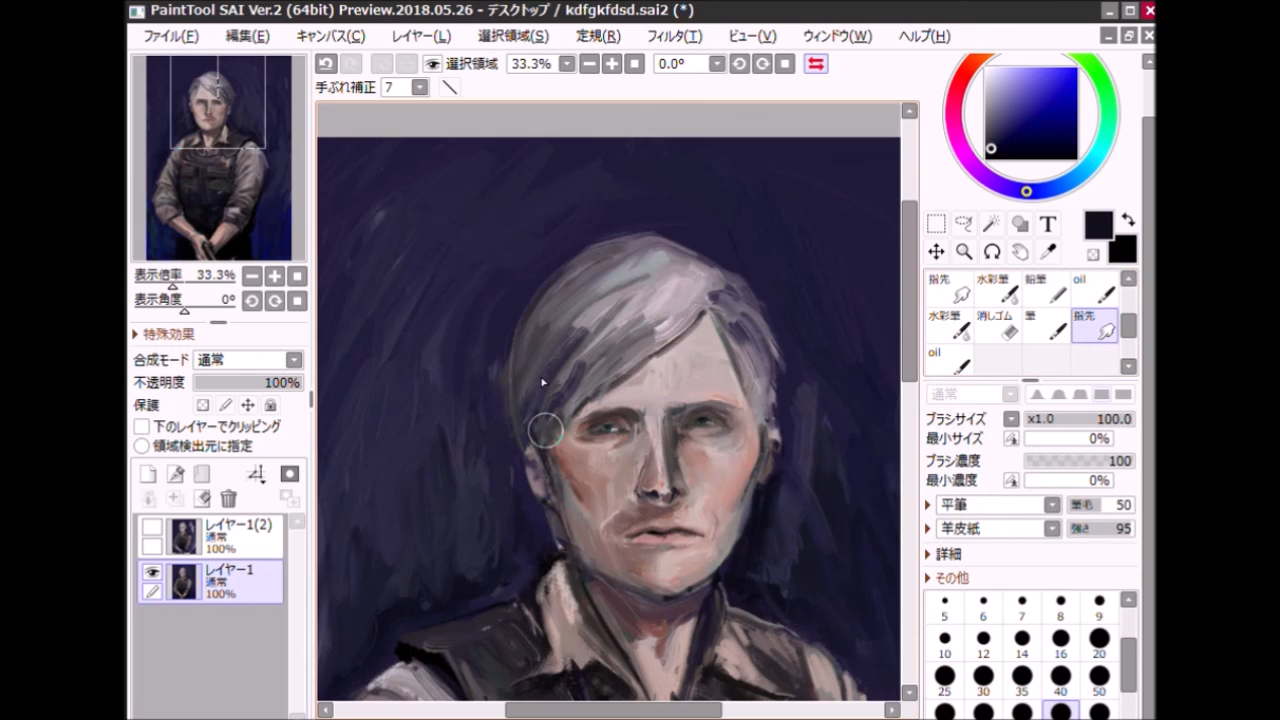 PaintTool SAI Ver.2 (64bit) Preview.2018.05.26 - デスクトップ / kdfgkfdsd.sai2 (*)
ファイル(F) 編集(E) キャンバス(C) レイヤー(L) 選択領域(S) 定規(R) フィルタ(T) ビュー(V) ウィンドウ(W) ヘルプ(H)
選択領域 33.3% 0.0°
手ぶれ補正 7
表示倍率 33.3%
表示角度 0°
特殊効果
合成モード 通常
不透明度 100%
保護
下のレイヤーでクリッピング
領域検出元に指定
レイヤー1(2)
通常
100%
レイヤー1
通常
100%
T
指先 水彩筆 鉛筆 oil
水彩筆 消しゴム 筆 指先
oil
通常
ブラシサイズ x1.0 100.0
最小サイズ 0%
ブラシ濃度 100
最小濃度 0%
平筆 筆毛 50
羊皮紙 強さ 95
詳細
その他
5 6 7 8 9
10 12 14 16 20
25 30 35 40 50